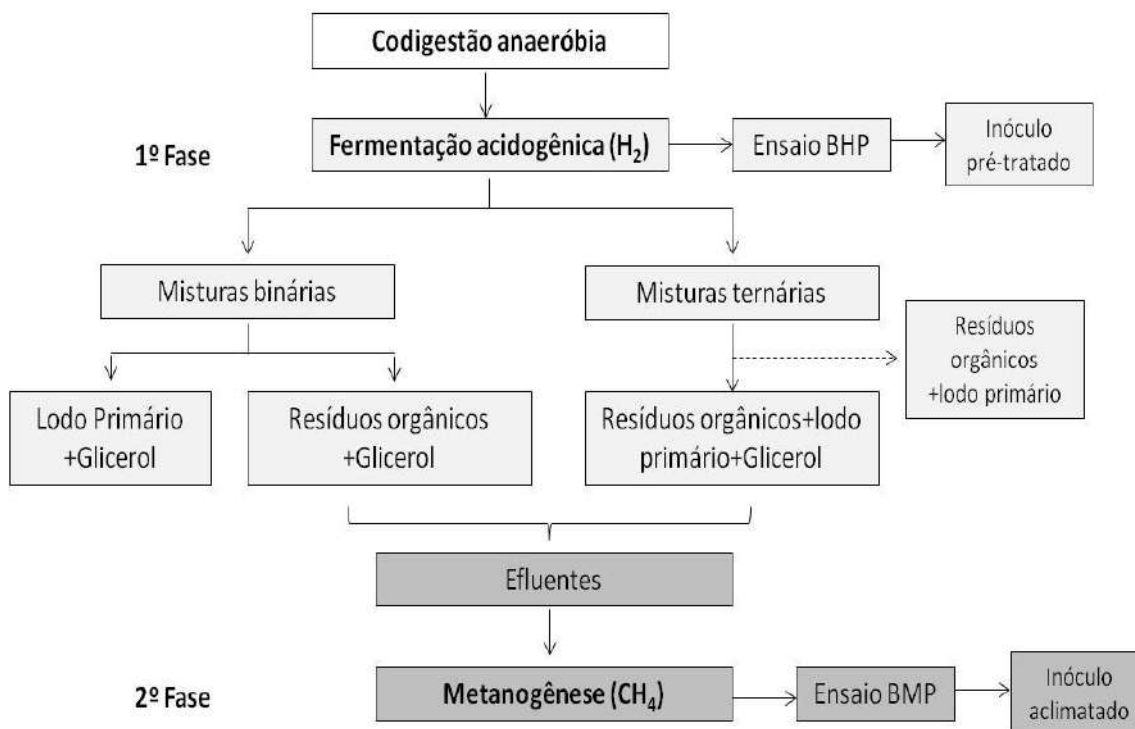 Codigestão anaeróbia
1º Fase
Fermentação acidogênica (H₂)
Ensaio BHP
Inóculo
pré-tratado
Misturas binárias
Misturas ternárias
Resíduos
orgânicos
+lodo primário
Lodo Primário
+Glicerol
Resíduos orgânicos
+Glicerol
Resíduos orgânicos+lodo
primário+Glicerol
Efluentes
2º Fase
Metanogênese (CH₄)
Ensaio BMP
Inóculo
aclimatado